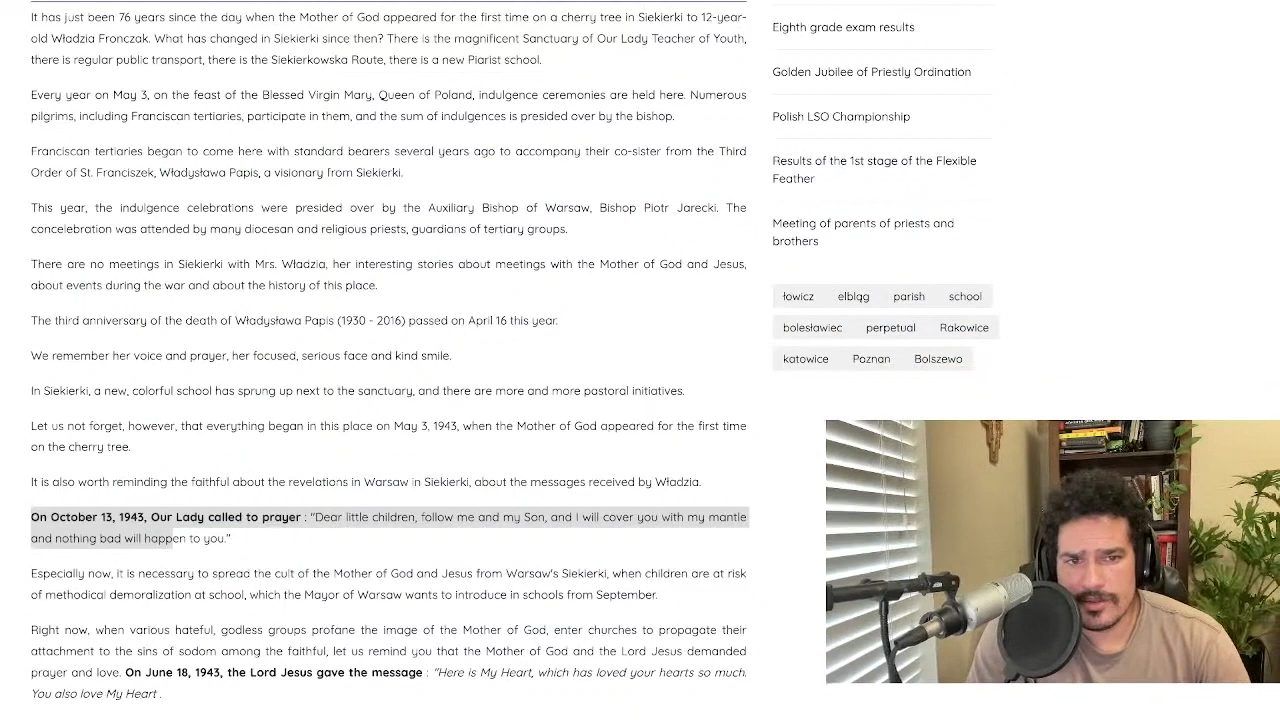 It has just been 76 years since the day when the Mother of God appeared for the first time on a cherry tree in Siekierki to 12-year-
old Władzia Fronczak. What has changed in Siekierki since then? There is the magnificent Sanctuary of Our Lady Teacher of Youth,
there is regular public transport, there is the Siekierkowska Route, there is a new Piarist school.
Every year on May 3, on the feast of the Blessed Virgin Mary, Queen of Poland, indulgence ceremonies are held here. Numerous
pilgrims, including Franciscan tertiaries, participate in them, and the sum of indulgences is presided over by the bishop.
Franciscan tertiaries began to come here with standard bearers several years ago to accompany their co-sister from the Third
Order of St. Franciszek, Władysława Papis, a visionary from Siekierki.
This year, the indulgence celebrations were presided over by the Auxiliary Bishop of Warsaw, Bishop Piotr Jarecki. The
concelebration was attended by many diocesan and religious priests, guardians of tertiary groups.
There are no meetings in Siekierki with Mrs. Władzia, her interesting stories about meetings with the Mother of God and Jesus,
about events during the war and about the history of this place.
The third anniversary of the death of Władysława Papis (1930 - 2016) passed on April 16 this year.
We remember her voice and prayer, her focused, serious face and kind smile.
In Siekierki, a new, colorful school has sprung up next to the sanctuary, and there are more and more pastoral initiatives.
Let us not forget, however, that everything began in this place on May 3, 1943, when the Mother of God appeared for the first time
on the cherry tree.
It is also worth reminding the faithful about the revelations in Warsaw in Siekierki, about the messages received by Władzia.
On October 13, 1943, Our Lady called to prayer : "Dear little children, follow me and my Son, and I will cover you with my mantle
and nothing bad will happen to you."
Especially now, it is necessary to spread the cult of the Mother of God and Jesus from Warsaw's Siekierki, when children are at risk
of methodical demoralization at school, which the Mayor of Warsaw wants to introduce in schools from September.
Right now, when various hateful, godless groups profane the image of the Mother of God, enter churches to propagate their
attachment to the sins of sodom among the faithful, let us remind you that the Mother of God and the Lord Jesus demanded
prayer and love. On June 18, 1943, the Lord Jesus gave the message : "Here is My Heart, which has loved your hearts so much.
You also love My Heart .
Eighth grade exam results
Golden Jubilee of Priestly Ordination
Polish LSO Championship
Results of the 1st stage of the Flexible
Feather
Meeting of parents of priests and
brothers
łowicz elbląg parish school
bolesławiec perpetual Rakowice
katowice Poznan Bolszewo